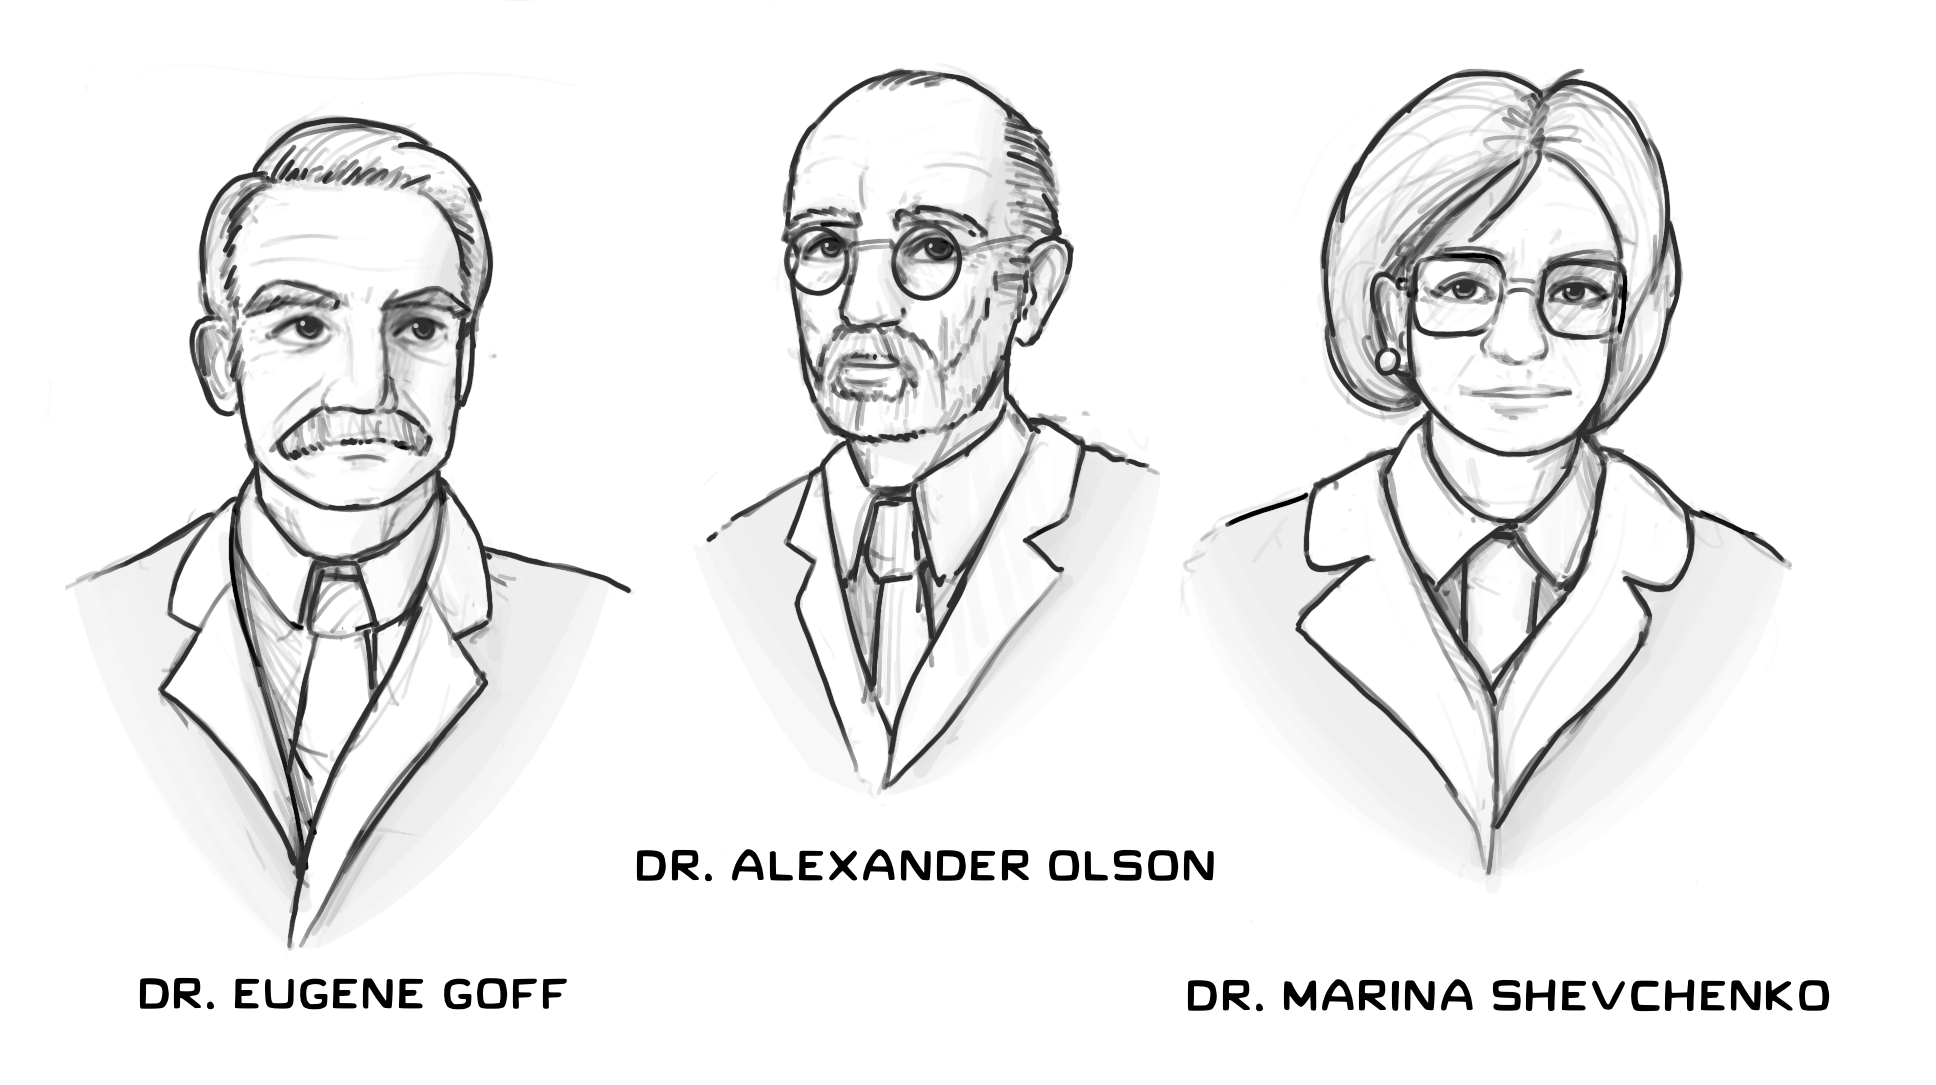 DR. EUGENE GOFF
DR. ALEXANDER OLSON
DR. MARINA SHEVCHENKO